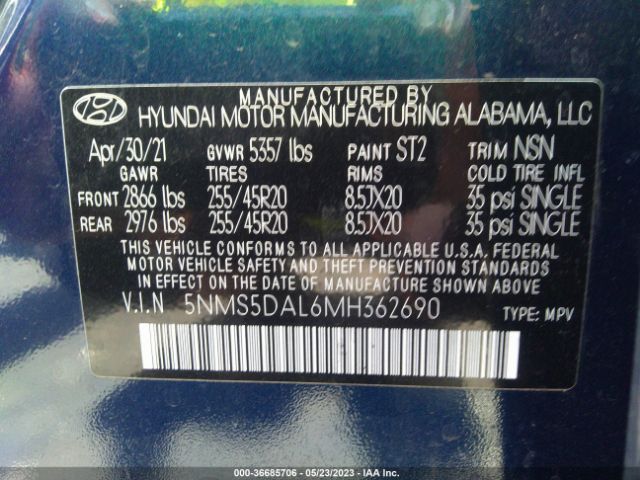 MANUFACTURED BY
HYUNDAI MOTOR MANUFACTURING ALABAMA, LLC
Apr/30/21 GVWR 5357 lbs PAINT ST2 TRIM NSN
GAWR TIRES RIMS COLD TIRE INFL
FRONT 2866 lbs 255/45R20 8.5JX20 35 psi SINGLE
REAR 2976 lbs 255/45R20 8.5JX20 35 psi SINGLE
THIS VEHICLE CONFORMS TO ALL APPLICABLE U.S.A. FEDERAL
MOTOR VEHICLE SAFETY AND THEFT PREVENTION STANDARDS
IN EFFECT ON THE DATE OF MANUFACTURE SHOWN ABOVE.
V.I.N 5NMS5DAL6MH362690 TYPE: MPV
000-36685706 - 05/23/2023 - IAA Inc.